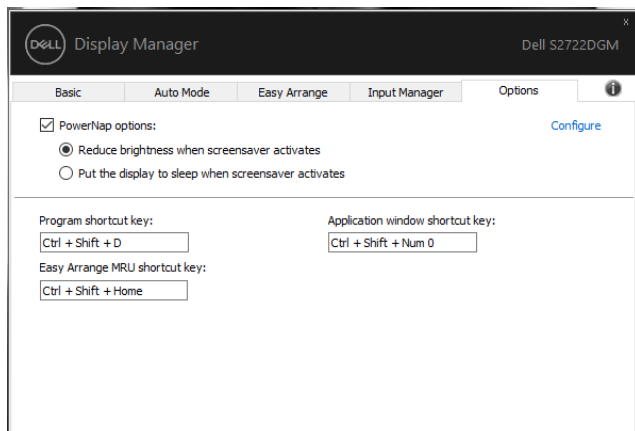 x
DELL Display Manager Dell S2722DGM
Basic Auto Mode Easy Arrange Input Manager Options i
PowerNap options: Configure
Reduce brightness when screensaver activates
Put the display to sleep when screensaver activates
Program shortcut key: Application window shortcut key:
Ctrl + Shift + D Ctrl + Shift + Num 0
Easy Arrange MRU shortcut key:
Ctrl + Shift + Home